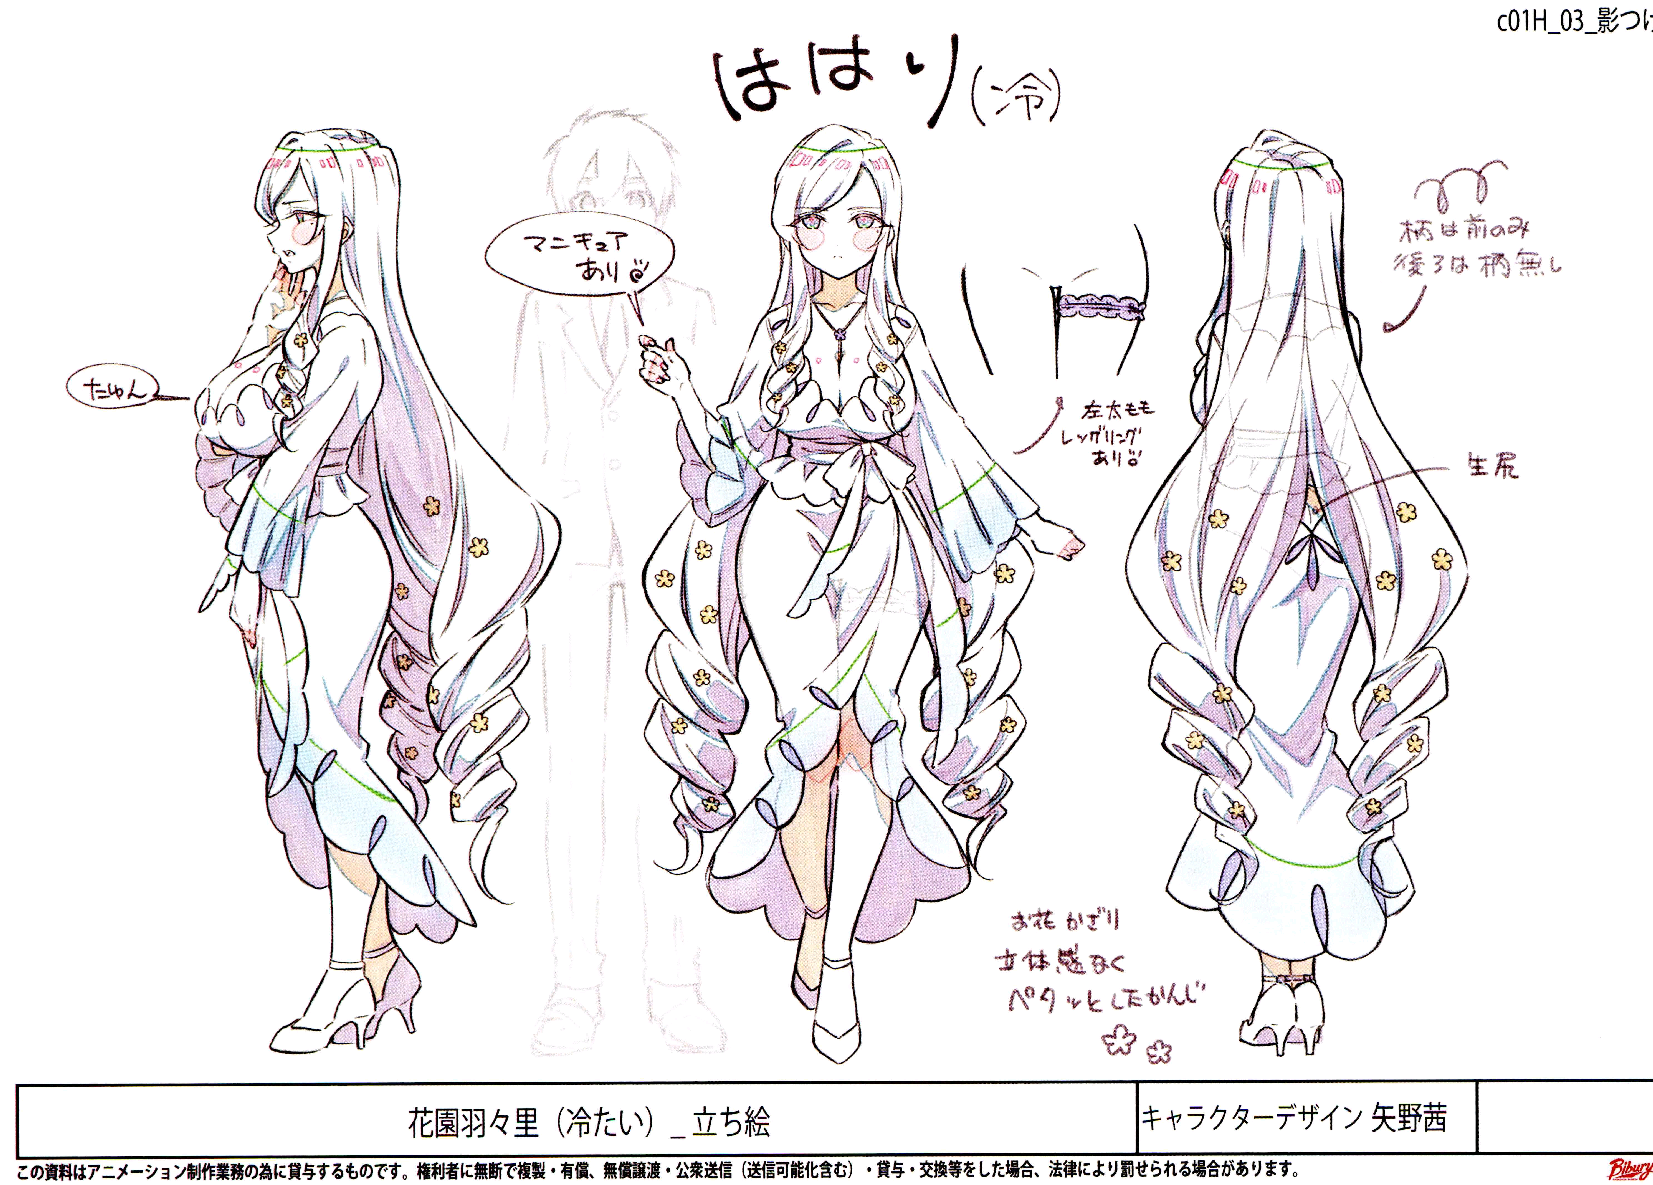 c01H_03_影つけ
ははり(冷)
マニキュア
あり
たゆん
柄は前のみ
後ろは柄無し
左太もも
レッグリング
あり
生尻
お花かざり
立体感なく
ペタッとしたかんじ
花園羽々里（冷たい）_立ち絵
キャラクターデザイン 矢野茜
この資料はアニメーション制作業務の為に貸与するものです。権利者に無断で複製・有償、無償譲渡・公衆送信（送信可能化含む）・貸与・交換等をした場合、法律により罰せられる場合があります。
Bibury